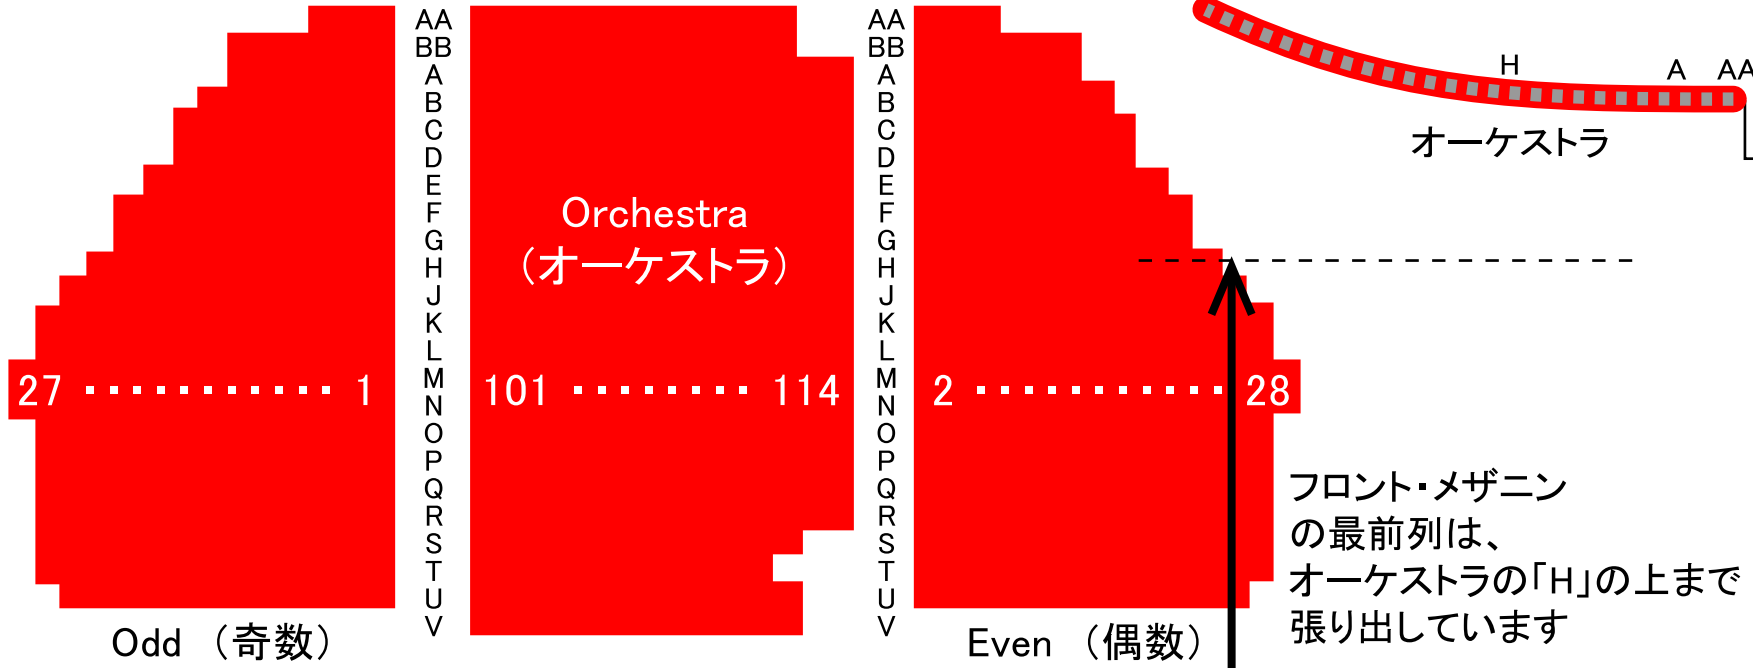 AA
BB
A
B
C
D
E
F
G
H
J
K
L
M
N
O
P
Q
R
S
T
U
V
AA
BB
A
B
C
D
E
F
G
H
J
K
L
M
N
O
P
Q
R
S
T
U
V
Orchestra
（オーケストラ）
27 ・・・・・・・・・・・ 1
101 ・・・・・・・・ 114
2 ・・・・・・・・・・・ 28
Odd （奇数）
Even （偶数）
H A AA
オーケストラ
フロント・メザニン
の最前列は、
オーケストラの「H」の上まで
張り出しています